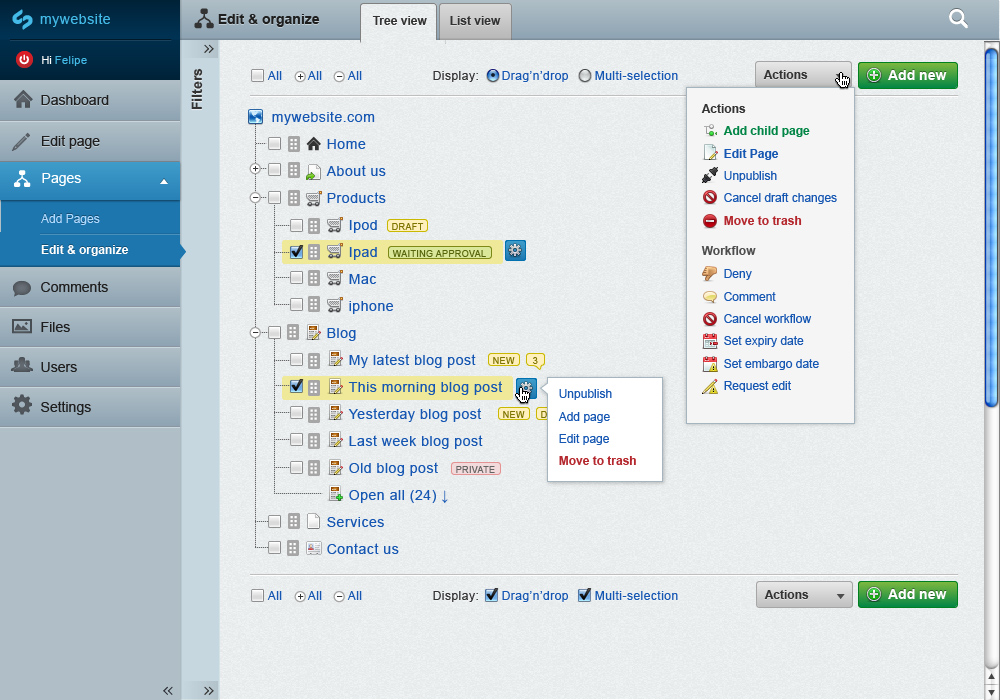 mywebsite
Hi Felipe
Dashboard
Edit page
Pages
Add Pages
Edit & organize
Comments
Files
Users
Settings
Edit & organize
Tree view
List view
Filters
All All All
Display: Drag'n'drop Multi-selection
Actions
Add new
mywebsite.com
Home
About us
Products
Ipod DRAFT
Ipad WAITING APPROVAL
Mac
iphone
Blog
My latest blog post NEW 3
This morning blog post
Yesterday blog post NEW D
Last week blog post
Old blog post PRIVATE
Open all (24) ↓
Services
Contact us
Unpublish
Add page
Edit page
Move to trash
Actions
Add child page
Edit Page
Unpublish
Cancel draft changes
Move to trash
Workflow
Deny
Comment
Cancel workflow
Set expiry date
Set embargo date
Request edit
All All All
Display: Drag'n'drop Multi-selection
Actions
Add new